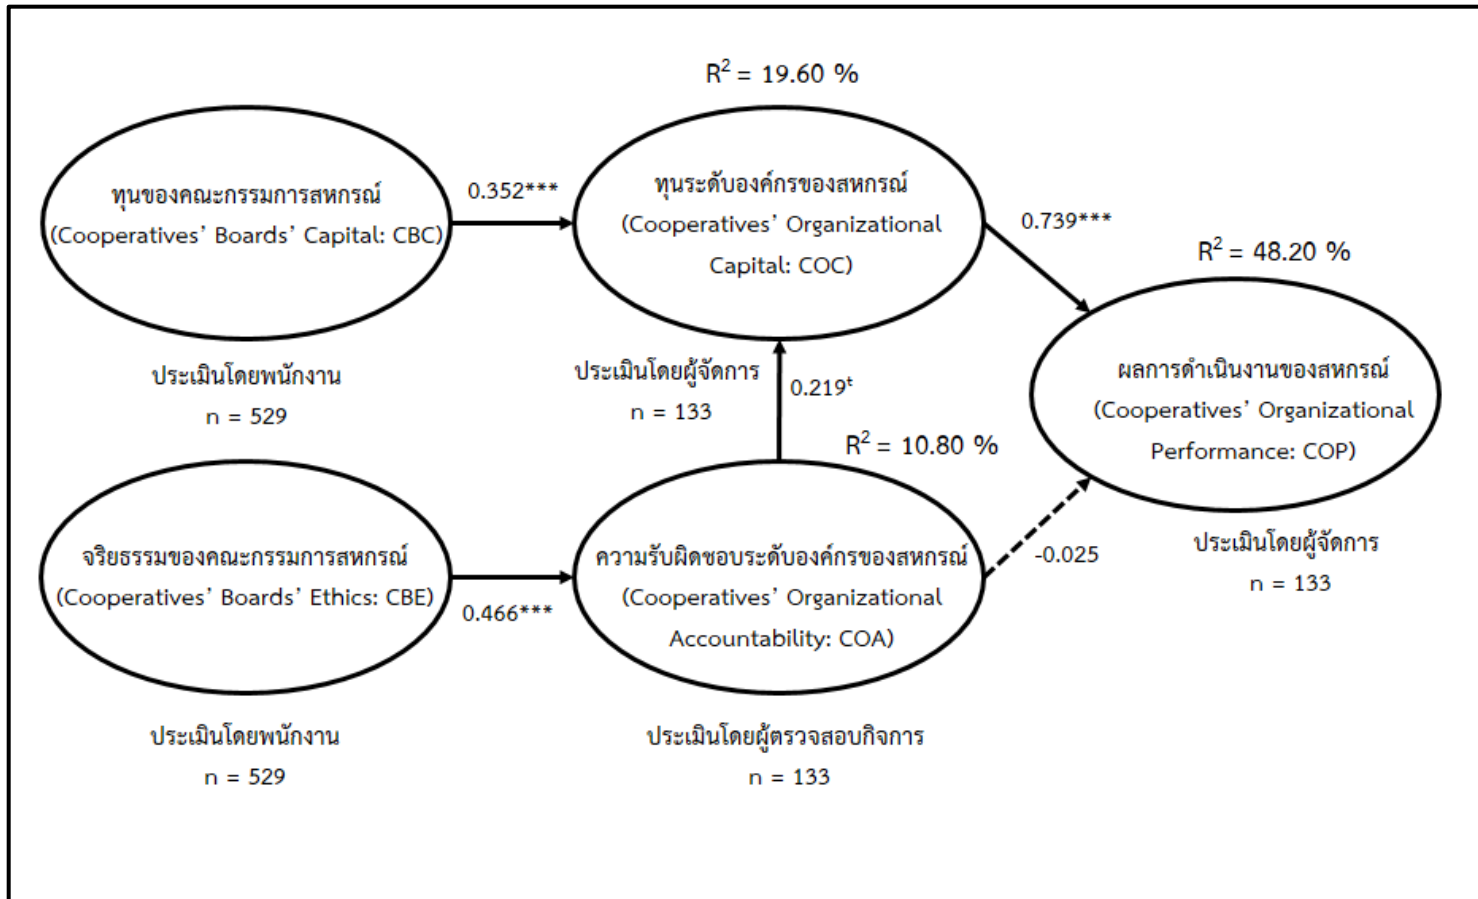 R² = 19.60 %
ทุนของคณะกรรมการสหกรณ์
(Cooperatives’ Boards’ Capital: CBC)
0.352***
ทุนระดับองค์กรของสหกรณ์
(Cooperatives’ Organizational
Capital: COC)
0.739***
R² = 48.20 %
ประเมินโดยพนักงาน
n = 529
ประเมินโดยผู้จัดการ
n = 133
0.219ᵗ
R² = 10.80 %
ผลการดำเนินงานของสหกรณ์
(Cooperatives’ Organizational
Performance: COP)
จริยธรรมของคณะกรรมการสหกรณ์
(Cooperatives’ Boards’ Ethics: CBE)
0.466***
ความรับผิดชอบระดับองค์กรของสหกรณ์
(Cooperatives’ Organizational
Accountability: COA)
-0.025
ประเมินโดยผู้จัดการ
n = 133
ประเมินโดยพนักงาน
n = 529
ประเมินโดยผู้ตรวจสอบกิจการ
n = 133